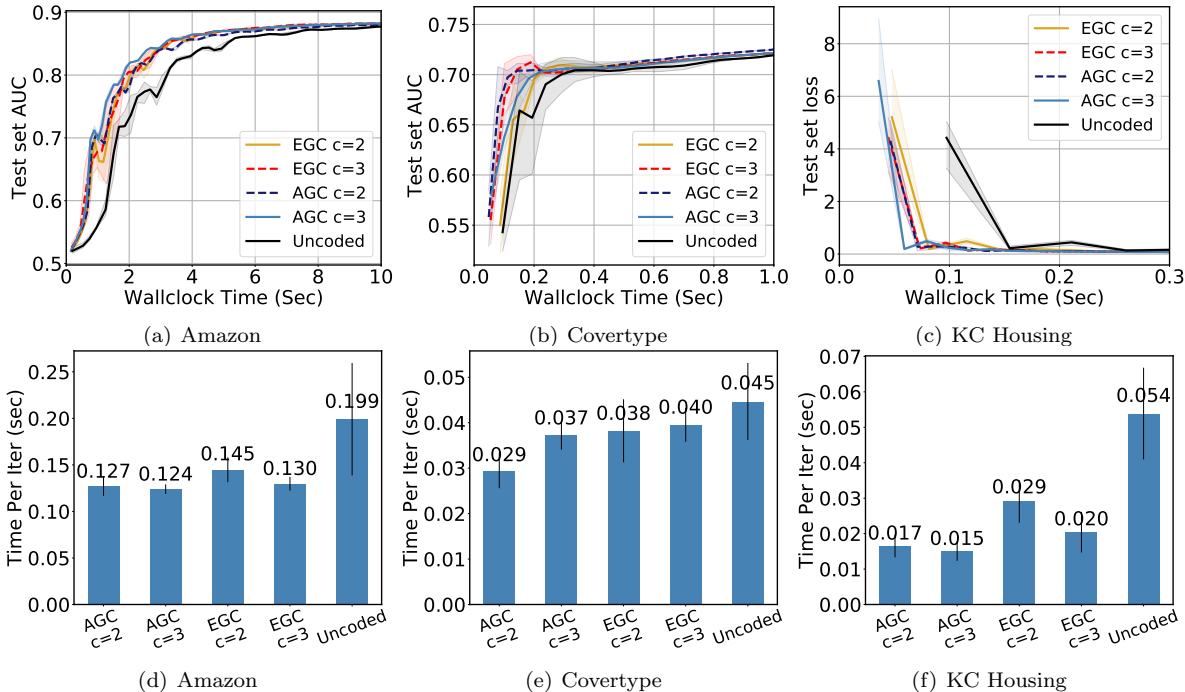 0.9
0.8
0.7
0.6
0.5
Test set AUC
0 2 4 6 8 10
Wallclock Time (Sec)
EGC c=2
EGC c=3
AGC c=2
AGC c=3
Uncoded
(a) Amazon
0.75
0.70
0.65
0.60
0.55
Test set AUC
0.0 0.2 0.4 0.6 0.8 1.0
Wallclock Time (Sec)
EGC c=2
EGC c=3
AGC c=2
AGC c=3
Uncoded
(b) Covertype
8
6
4
2
0
Test set loss
0.0 0.1 0.2 0.3
Wallclock Time (Sec)
EGC c=2
EGC c=3
AGC c=2
AGC c=3
Uncoded
(c) KC Housing
0.25
0.20
0.15
0.10
0.05
0.00
Time Per Iter (sec)
0.127
0.124
0.145
0.130
0.199
AGC c=2
AGC c=3
EGC c=2
EGC c=3
Uncoded
(d) Amazon
0.05
0.04
0.03
0.02
0.01
0.00
Time Per Iter (sec)
0.029
0.037
0.038
0.040
0.045
AGC c=2
AGC c=3
EGC c=2
EGC c=3
Uncoded
(e) Covertype
0.07
0.06
0.05
0.04
0.03
0.02
0.01
0.00
Time Per Iter (sec)
0.017
0.015
0.029
0.020
0.054
AGC c=2
AGC c=3
EGC c=2
EGC c=3
Uncoded
(f) KC Housing